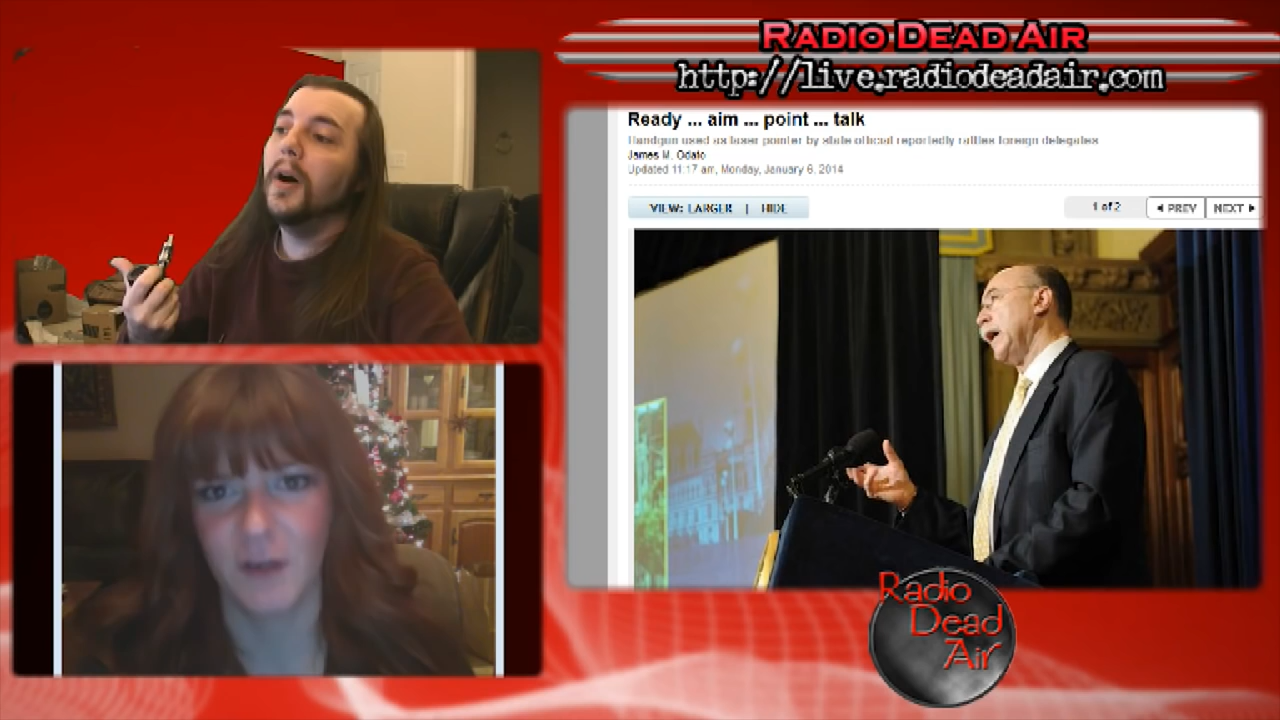 Radio Dead Air
http://live.radiodeadair.com
Ready ... aim ... point ... talk
Handgun used as laser pointer by state official reportedly rattles foreign delegates
James M. Odato
Updated 11:17 am, Monday, January 6, 2014
VIEW: LARGER | HIDE
1 of 2
◄ PREV
NEXT ►
Radio
Dead
Air